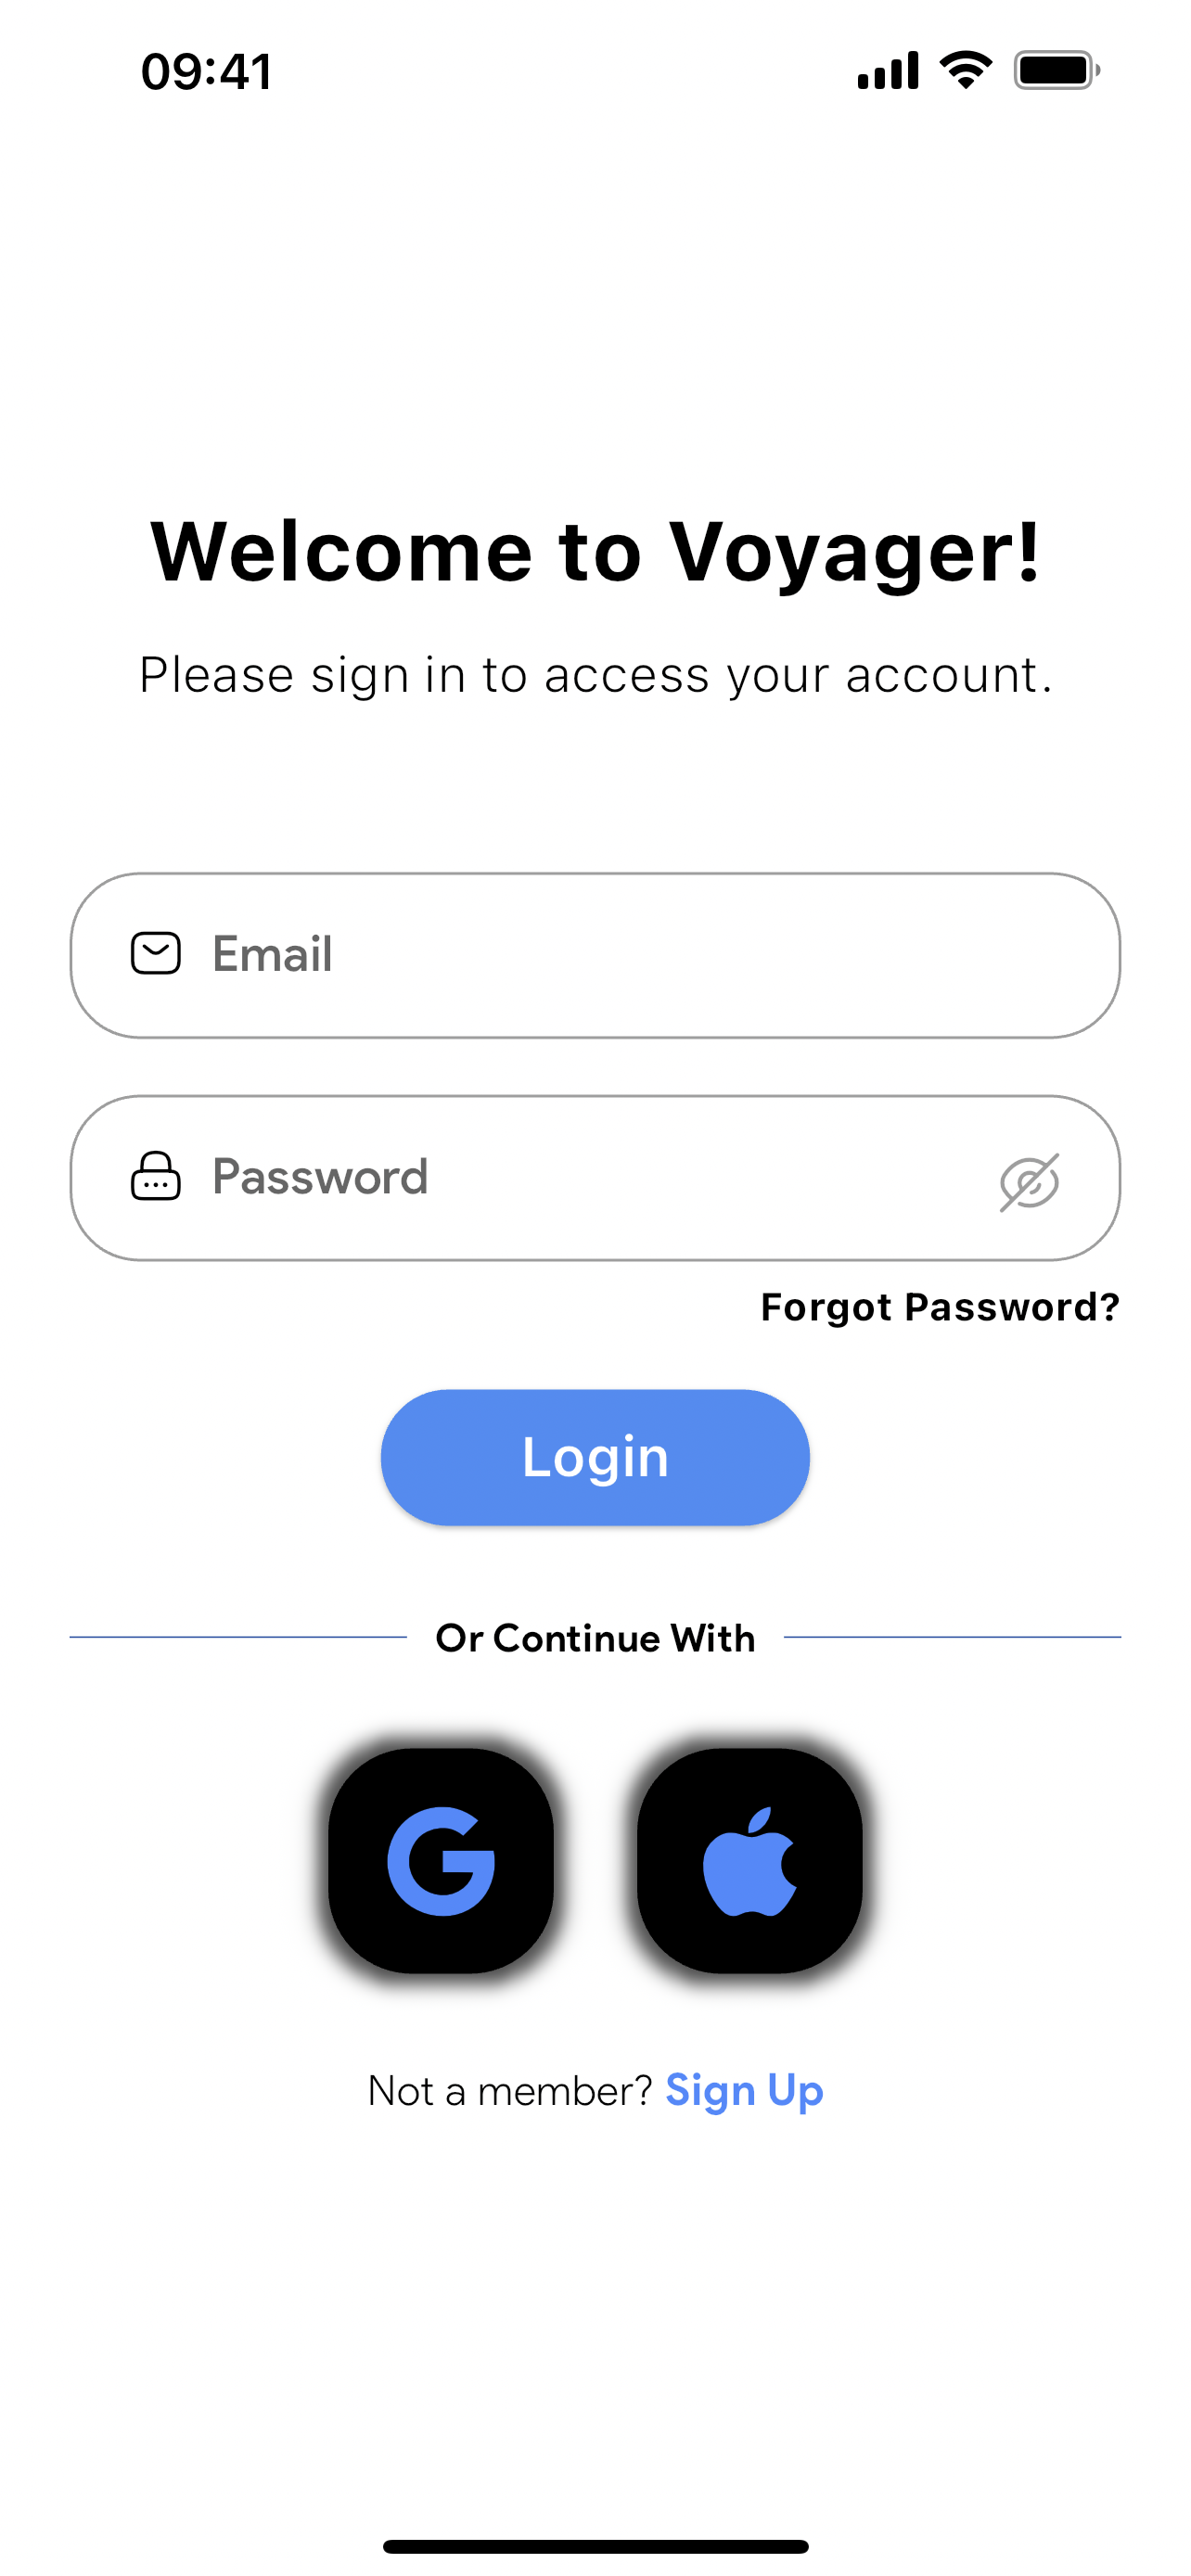 09:41
Welcome to Voyager!
Please sign in to access your account.
Email
Password
Forgot Password?
Login
Or Continue With
G
Not a member? Sign Up